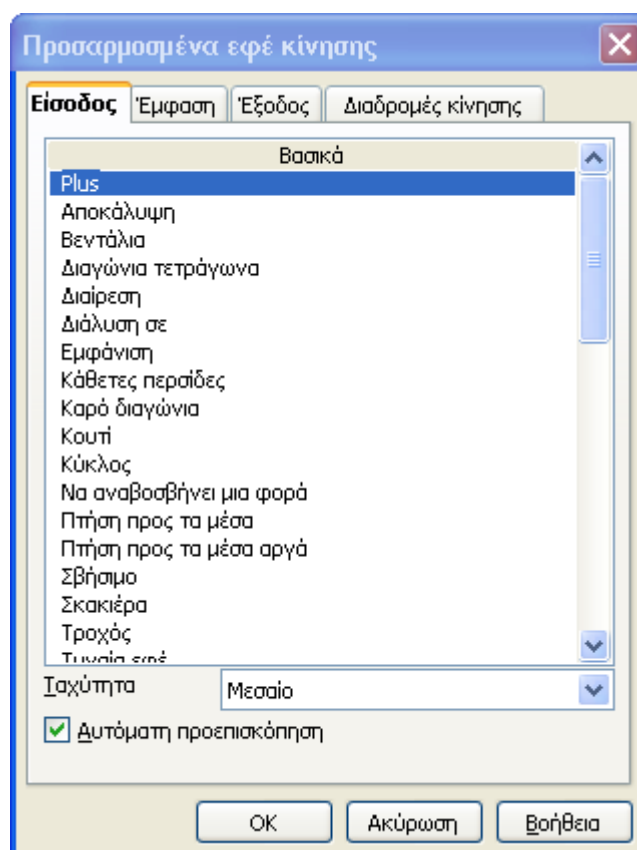 Προσαρμοσμένα εφέ κίνησης
Είσοδος Έμφαση Έξοδος Διαδρομές κίνησης
Βασικά
Plus
Αποκάλυψη
Βεντάλια
Διαγώνια τετράγωνα
Διαίρεση
Διάλυση σε
Εμφάνιση
Κάθετες περσίδες
Καρό διαγώνια
Κουτί
Κύκλος
Να αναβοσβήνει μια φορά
Πτήση προς τα μέσα
Πτήση προς τα μέσα αργά
Σβήσιμο
Σκακιέρα
Τροχός
Τυχαία εφέ
Ταχύτητα Μεσαίο
Αυτόματη προεπισκόπηση
OK Ακύρωση Βοήθεια